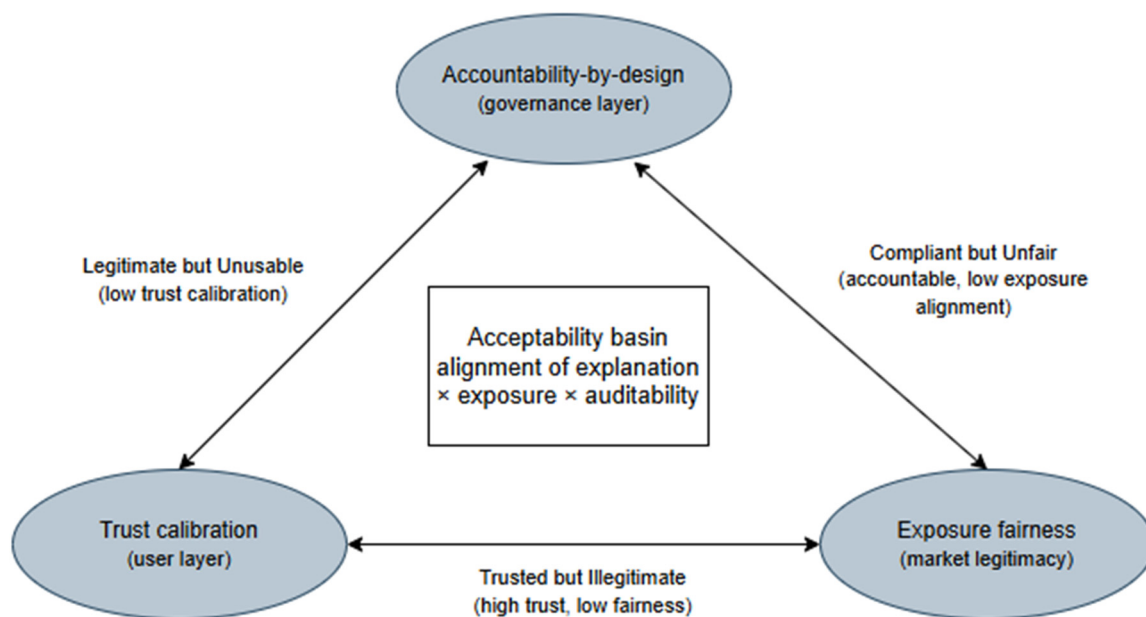 Accountability-by-design
(governance layer)
Legitimate but Unusable
(low trust calibration)
Compliant but Unfair
(accountable, low exposure
alignment)
Acceptability basin
alignment of explanation
× exposure × auditability
Trust calibration
(user layer)
Exposure fairness
(market legitimacy)
Trusted but Illegitimate
(high trust, low fairness)